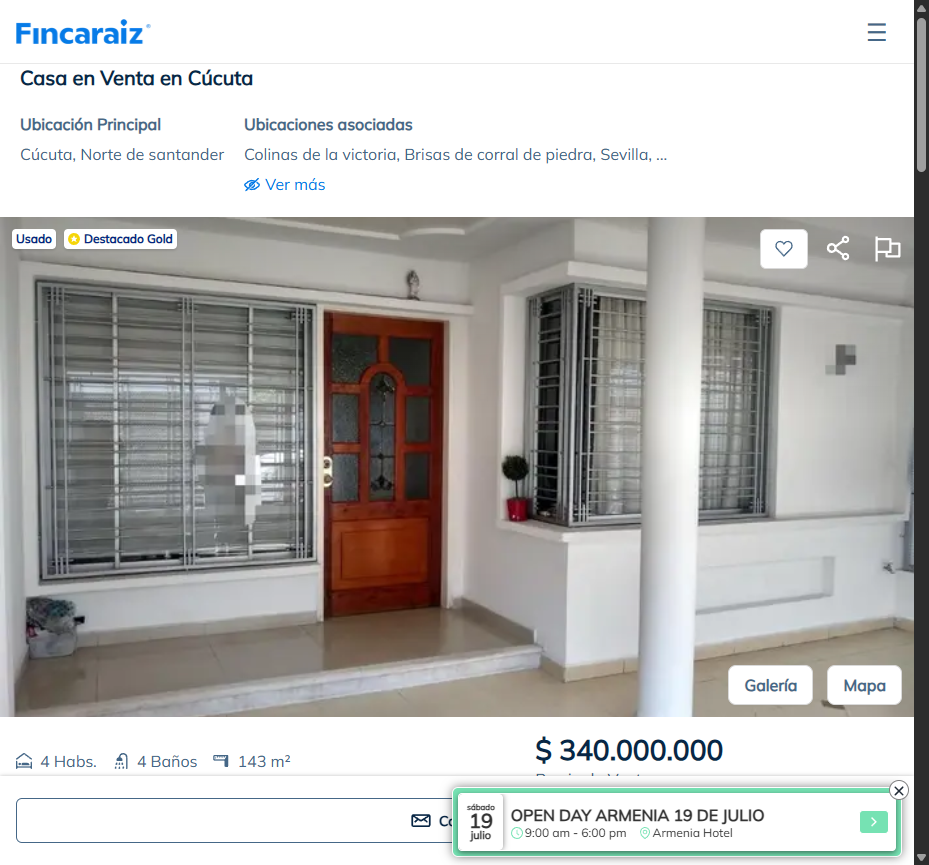 Fincaraiz
Casa en Venta en Cúcuta
Ubicación Principal
Ubicaciones asociadas
Cúcuta, Norte de santander
Colinas de la victoria, Brisas de corral de piedra, Sevilla, ...
Ver más
Usado
Destacado Gold
Galería
Mapa
4 Habs.
4 Baños
143 m²
$ 340.000.000
sábado
19
julio
OPEN DAY ARMENIA 19 DE JULIO
9:00 am - 6:00 pm
Armenia Hotel